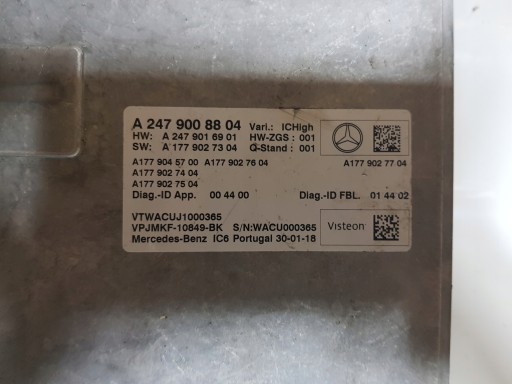 A 247 900 88 04 Vari.: ICHigh
HW: A 247 901 69 01 HW-ZGS : 001
SW: A 177 902 73 04 Q-Stand : 001
A177 904 57 00 A177 902 76 04 A177 902 77 04
A177 902 74 04
A177 902 75 04
Diag.-ID App. 00 44 00 Diag.-ID FBL. 01 44 02
VTWACUJ1000365
VPJMKF-10849-BK S/N:WACU000365 Visteon
Mercedes-Benz IC6 Portugal 30-01-18